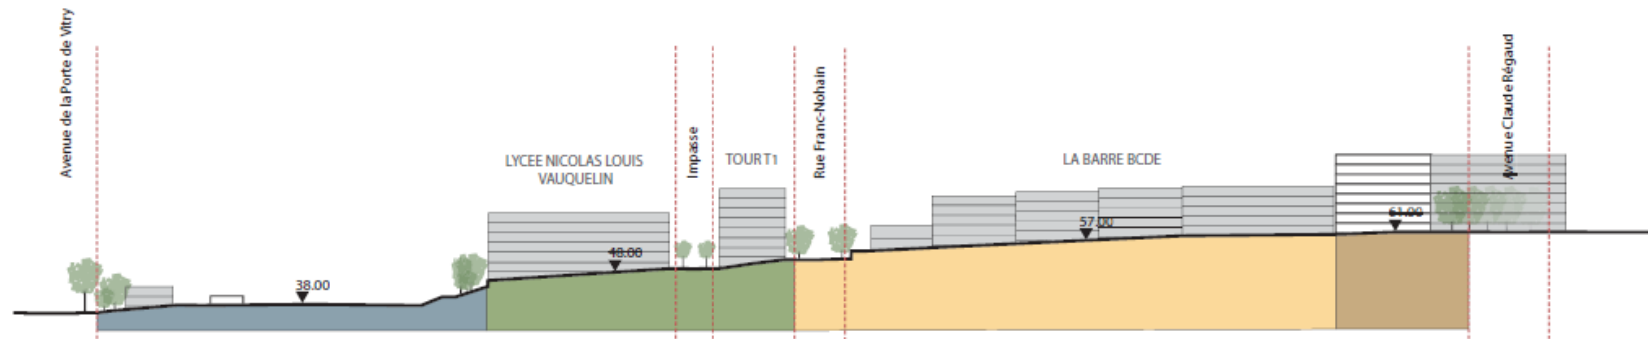 Avenue de la Porte de Vitry
38.00
LYCEE NICOLAS LOUIS
VAUQUELIN
48.00
Impasse
TOUR T1
Rue Franc-Nohain
LA BARRE BCDE
57.00
61.00
Avenue Claude Régaud